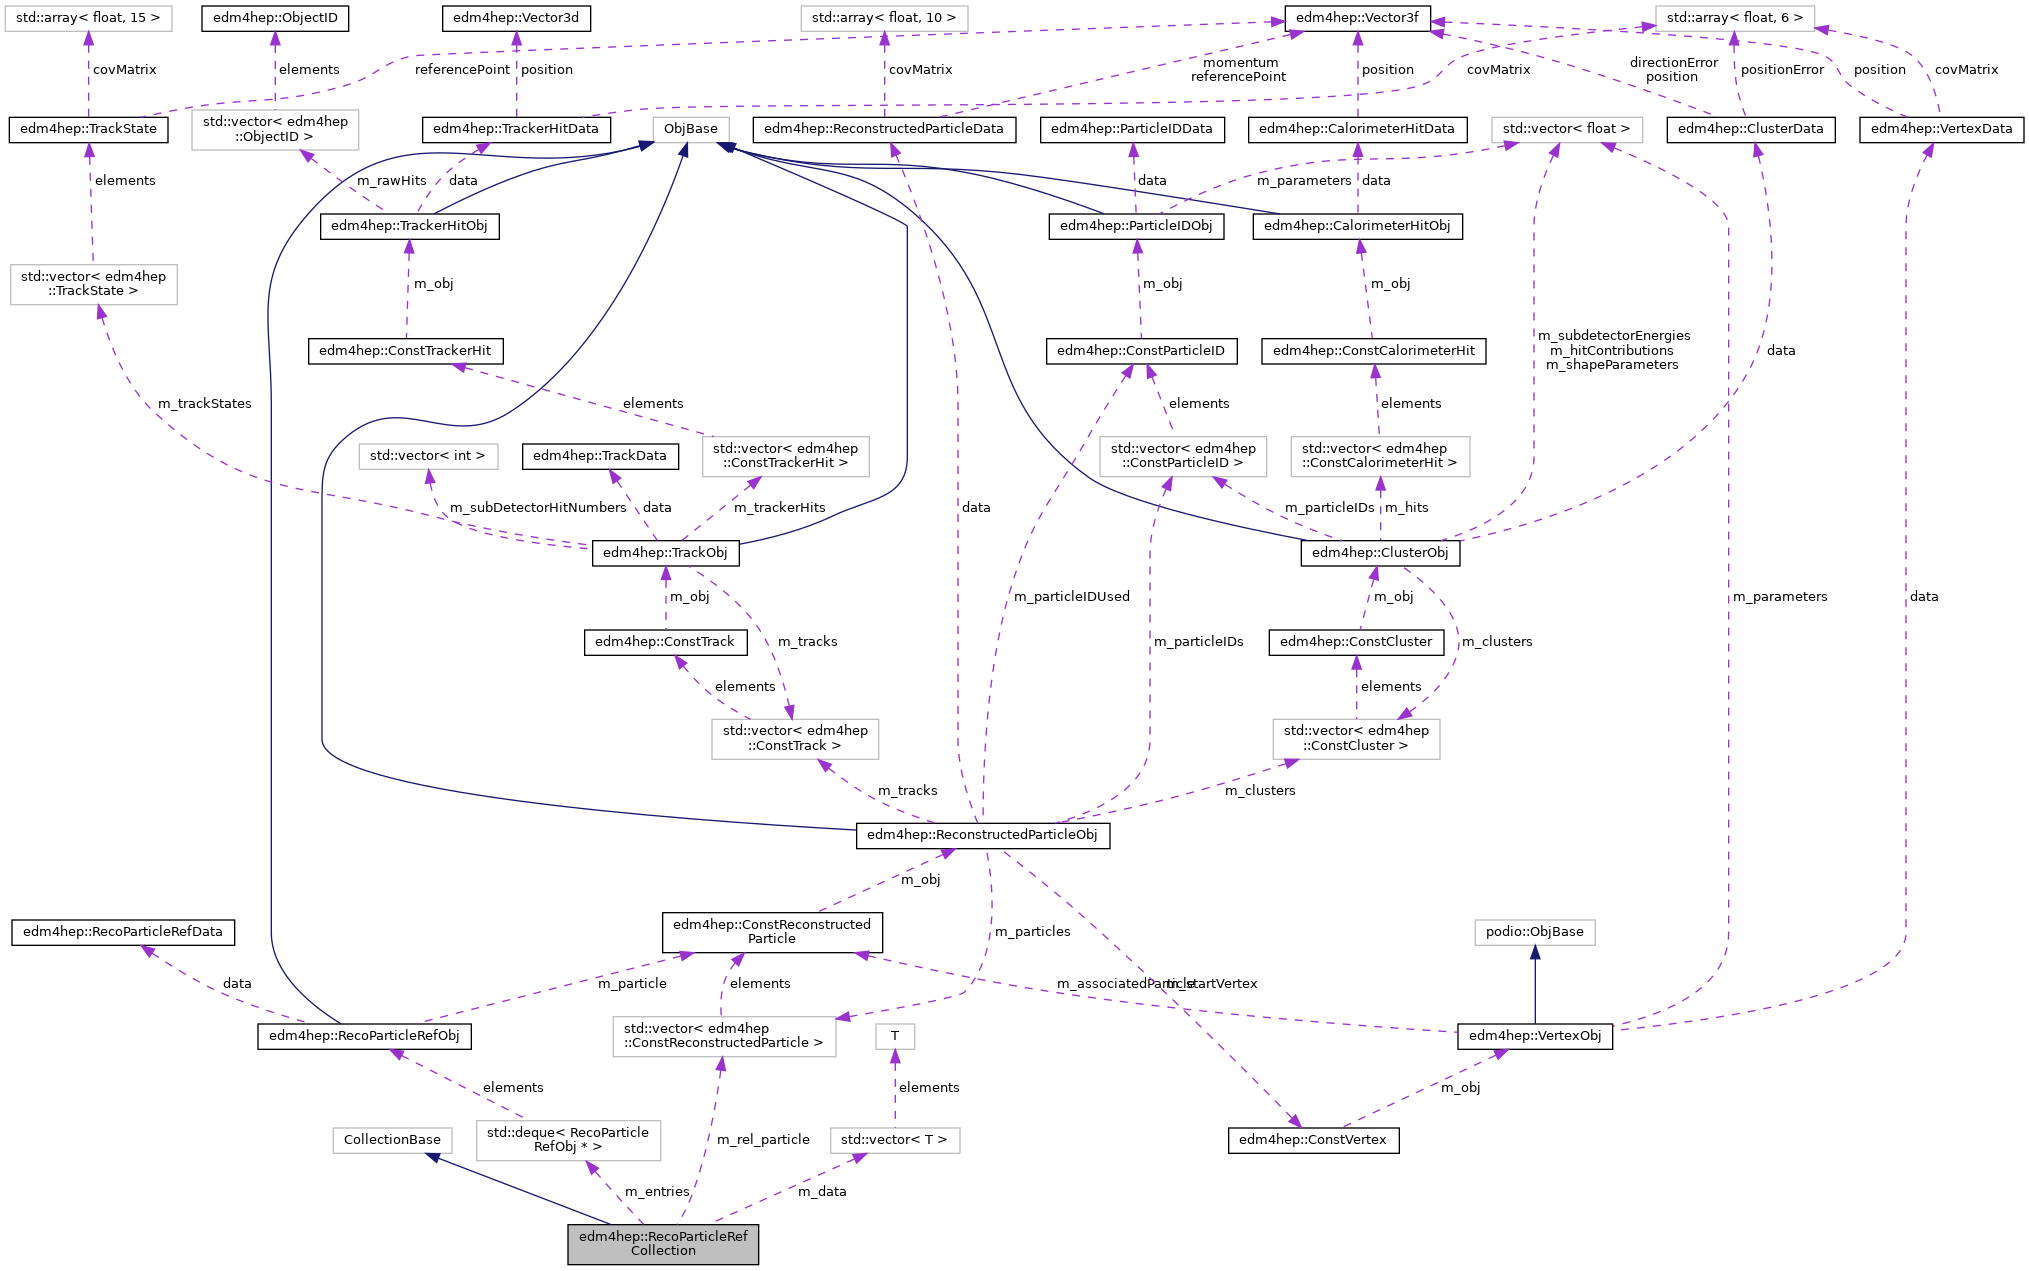 std::array< float, 15 >
edm4hep::ObjectID
edm4hep::Vector3d
std::array< float, 10 >
edm4hep::Vector3f
std::array< float, 6 >
covMatrix
elements
referencePoint
position
covMatrix
momentum
referencePoint
position
covMatrix
directionError
position
positionError
position
covMatrix
edm4hep::TrackState
std::vector< edm4hep
::ObjectID >
edm4hep::TrackerHitData
ObjBase
edm4hep::ReconstructedParticleData
edm4hep::ParticleIDData
edm4hep::CalorimeterHitData
std::vector< float >
edm4hep::ClusterData
edm4hep::VertexData
elements
m_rawHits
data
data
m_parameters
data
edm4hep::TrackerHitObj
edm4hep::ParticleIDObj
edm4hep::CalorimeterHitObj
std::vector< edm4hep
::TrackState >
m_obj
m_obj
m_obj
edm4hep::ConstTrackerHit
edm4hep::ConstParticleID
edm4hep::ConstCalorimeterHit
m_subdetectorEnergies
m_hitContributions
m_shapeParameters
data
m_trackStates
elements
elements
elements
std::vector< int >
edm4hep::TrackData
std::vector< edm4hep
::ConstTrackerHit >
std::vector< edm4hep
::ConstParticleID >
std::vector< edm4hep
::ConstCalorimeterHit >
m_subDetectorHitNumbers
data
m_trackerHits
data
m_particleIDs
m_hits
edm4hep::TrackObj
edm4hep::ClusterObj
m_obj
m_particleIDUsed
m_obj
m_parameters
data
edm4hep::ConstTrack
m_tracks
m_particleIDs
edm4hep::ConstCluster
m_clusters
elements
elements
std::vector< edm4hep
::ConstTrack >
std::vector< edm4hep
::ConstCluster >
m_tracks
m_clusters
edm4hep::ReconstructedParticleObj
m_obj
edm4hep::RecoParticleRefData
edm4hep::ConstReconstructed
Particle
m_particles
podio::ObjBase
data
m_particle
elements
m_associatedParticle
m_startVertex
edm4hep::RecoParticleRefObj
std::vector< edm4hep
::ConstReconstructedParticle >
T
edm4hep::VertexObj
elements
elements
m_obj
CollectionBase
std::deque< RecoParticle
RefObj * >
m_rel_particle
std::vector< T >
edm4hep::ConstVertex
m_entries
m_data
edm4hep::RecoParticleRef
Collection